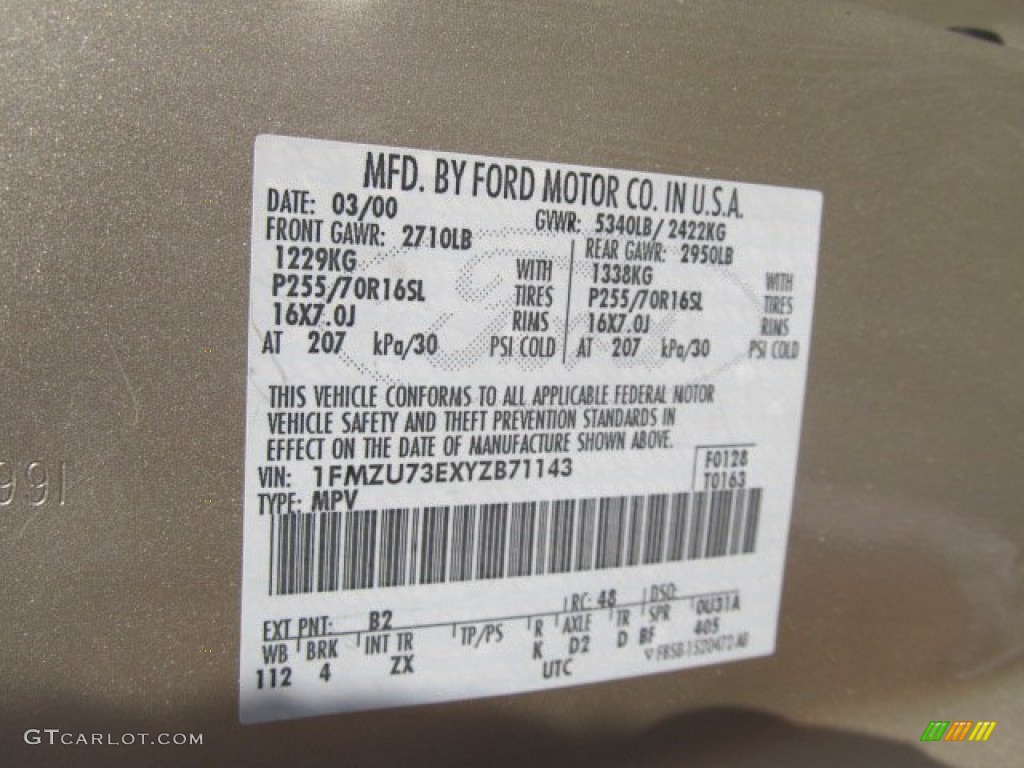 MFD. BY FORD MOTOR CO. IN U.S.A.
DATE: 03/00 GVWR: 5340LB/ 2422KG
FRONT GAWR: 2710LB REAR GAWR: 2950LB
1229KG WITH 1338KG WITH
P255/70R16SL TIRES P255/70R16SL TIRES
16X7.0J RIMS 16X7.0J RIMS
AT 207 kPa/30 PSI COLD AT 207 kPa/30 PSI COLD
THIS VEHICLE CONFORMS TO ALL APPLICABLE FEDERAL MOTOR
VEHICLE SAFETY AND THEFT PREVENTION STANDARDS IN
EFFECT ON THE DATE OF MANUFACTURE SHOWN ABOVE.
VIN: 1FMZU73EXYZB71143 F0128
TYPE: MPV T0163
EXT PNT: B2 RC: 48 DSO:
WB BRK INT TR TP/PS R AXLE TR SPR 0U31A
112 4 ZX K D2 D BF 405
UTC F85B-1520472-AB
991
GTCARLOT.COM